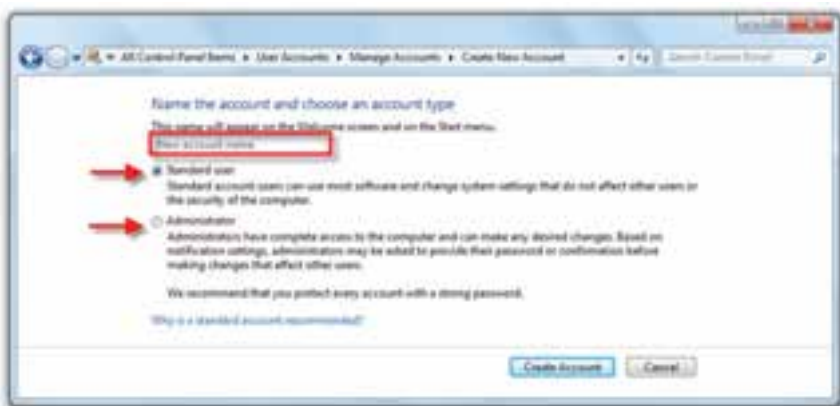 All Control Panel Items ▸ User Accounts ▸ Manage Accounts ▸ Create New Account
Search Control Panel
Name the account and choose an account type
This name will appear on the Welcome screen and on the Start menu.
New account name
Standard user
Standard account users can use most software and change system settings that do not affect other users or
the security of the computer.
Administrator
Administrators have complete access to the computer and can make any desired changes. Based on
notification settings, administrators may be asked to provide their password or confirmation before
making changes that affect other users.
We recommend that you protect every account with a strong password.
Why is a standard account recommended?
Create Account
Cancel